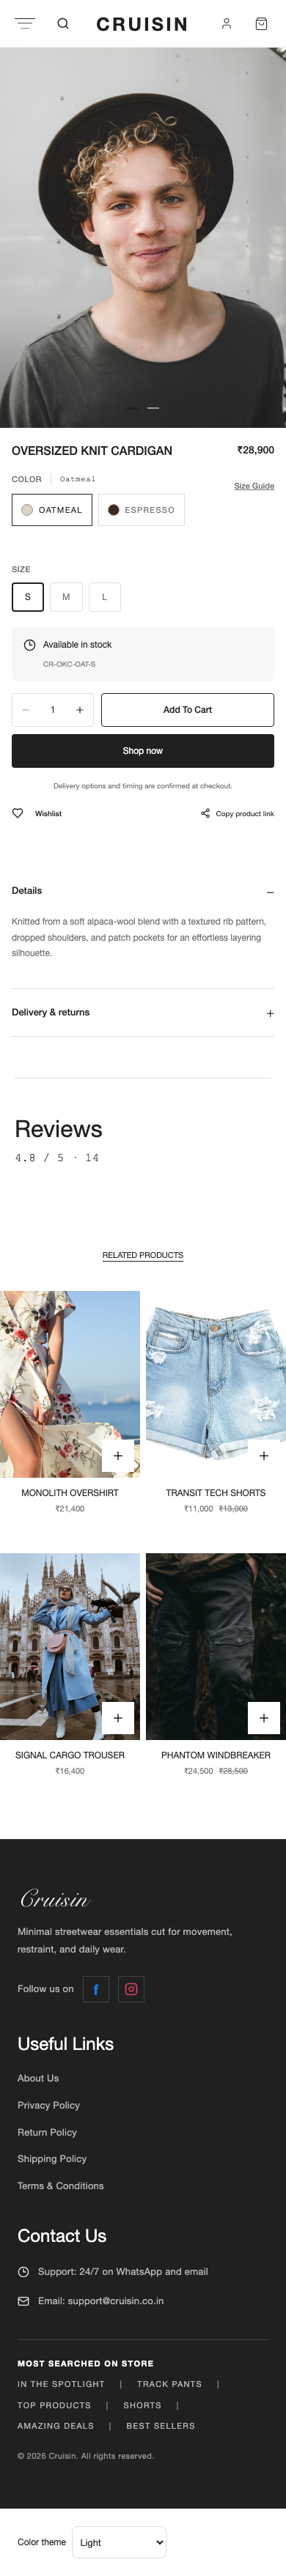 CRUISIN
OVERSIZED KNIT CARDIGAN
₹28,900
COLOR
Oatmeal
Size Guide
OATMEAL
ESPRESSO
SIZE
S
M
L
Available in stock
CR-OKC-OAT-S
− 1 +
Add To Cart
Shop now
Delivery options and timing are confirmed at checkout.
Wishlist
Copy product link
Details
−
Knitted from a soft alpaca-wool blend with a textured rib pattern,
dropped shoulders, and patch pockets for an effortless layering
silhouette.
Delivery & returns
+
Reviews
4.8 / 5 · 14
RELATED PRODUCTS
+
+
MONOLITH OVERSHIRT
₹21,400
TRANSIT TECH SHORTS
₹11,000 ₹13,000
+
+
SIGNAL CARGO TROUSER
₹16,400
PHANTOM WINDBREAKER
₹24,500 ₹28,500
Cruisin
Minimal streetwear essentials cut for movement,
restraint, and daily wear.
Follow us on
f
Useful Links
About Us
Privacy Policy
Return Policy
Shipping Policy
Terms & Conditions
Contact Us
Support: 24/7 on WhatsApp and email
Email: support@cruisin.co.in
MOST SEARCHED ON STORE
IN THE SPOTLIGHT | TRACK PANTS |
TOP PRODUCTS | SHORTS |
AMAZING DEALS | BEST SELLERS
© 2026 Cruisin. All rights reserved.
Color theme
Light